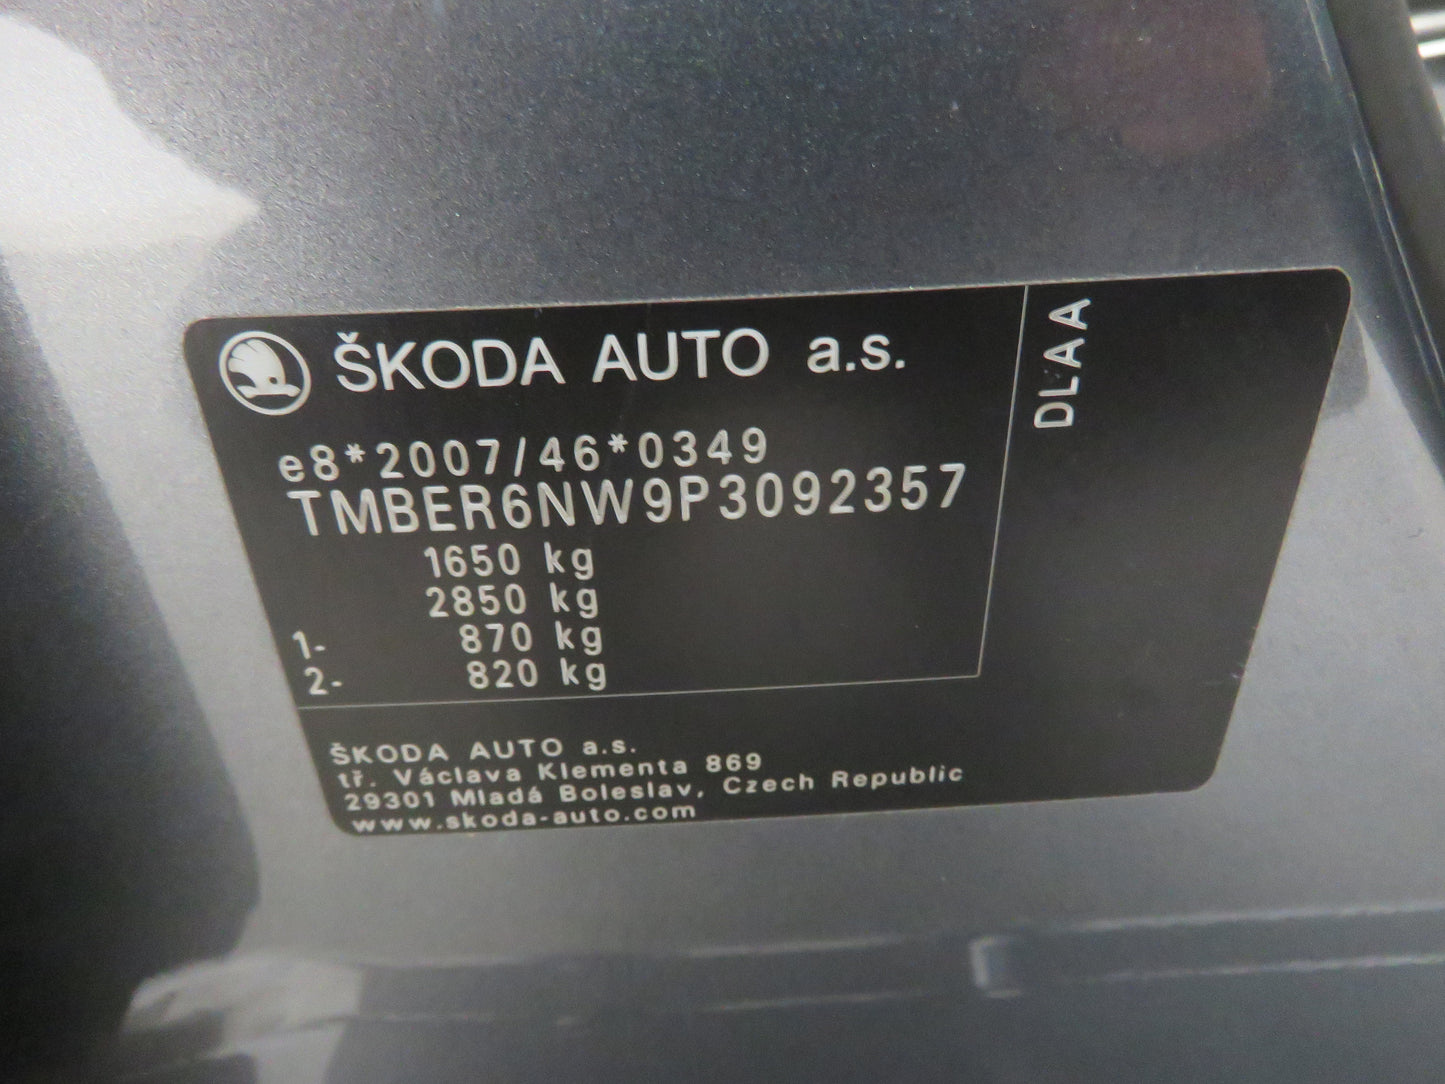 ŠKODA AUTO a.s.
e8*2007/46*0349
TMBER6NW9P3092357
1650 kg
2850 kg
1- 870 kg
2- 820 kg
DLAA
ŠKODA AUTO a.s.
tř. Václava Klementa 869
29301 Mladá Boleslav, Czech Republic
www.skoda-auto.com